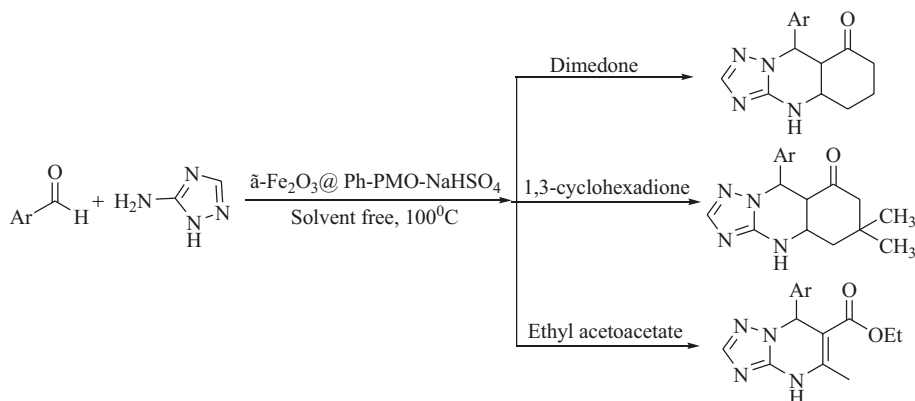 Ar
O
H
+
H₂N
N
N
N
H
ã-Fe₂O₃@ Ph-PMO-NaHSO₄
Solvent free, 100⁰C
Dimedone
Ar
O
N
N
N
N
H
1,3-cyclohexadione
Ar
O
N
N
N
N
H
CH₃
CH₃
Ethyl acetoacetate
Ar
O
OEt
N
N
N
N
H